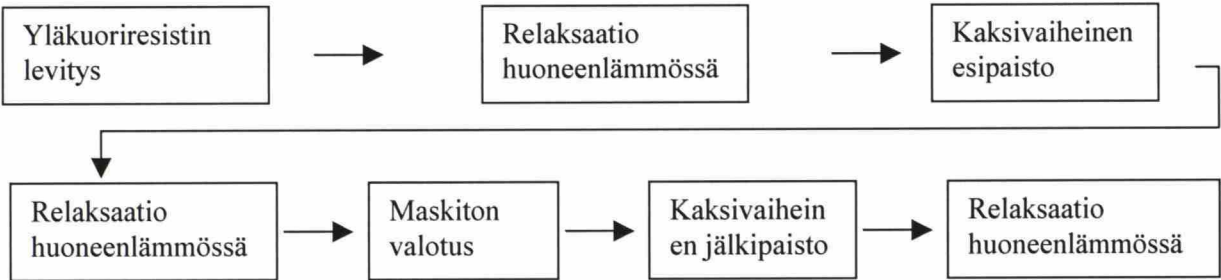 Yläkuoriresistin
levitys
Relaksaatio
huoneenlämmössä
Kaksivaiheinen
esipaisto
Relaksaatio
huoneenlämmössä
Maskiton
valotus
Kaksivaihein
en jälkipaisto
Relaksaatio
huoneenlämmössä